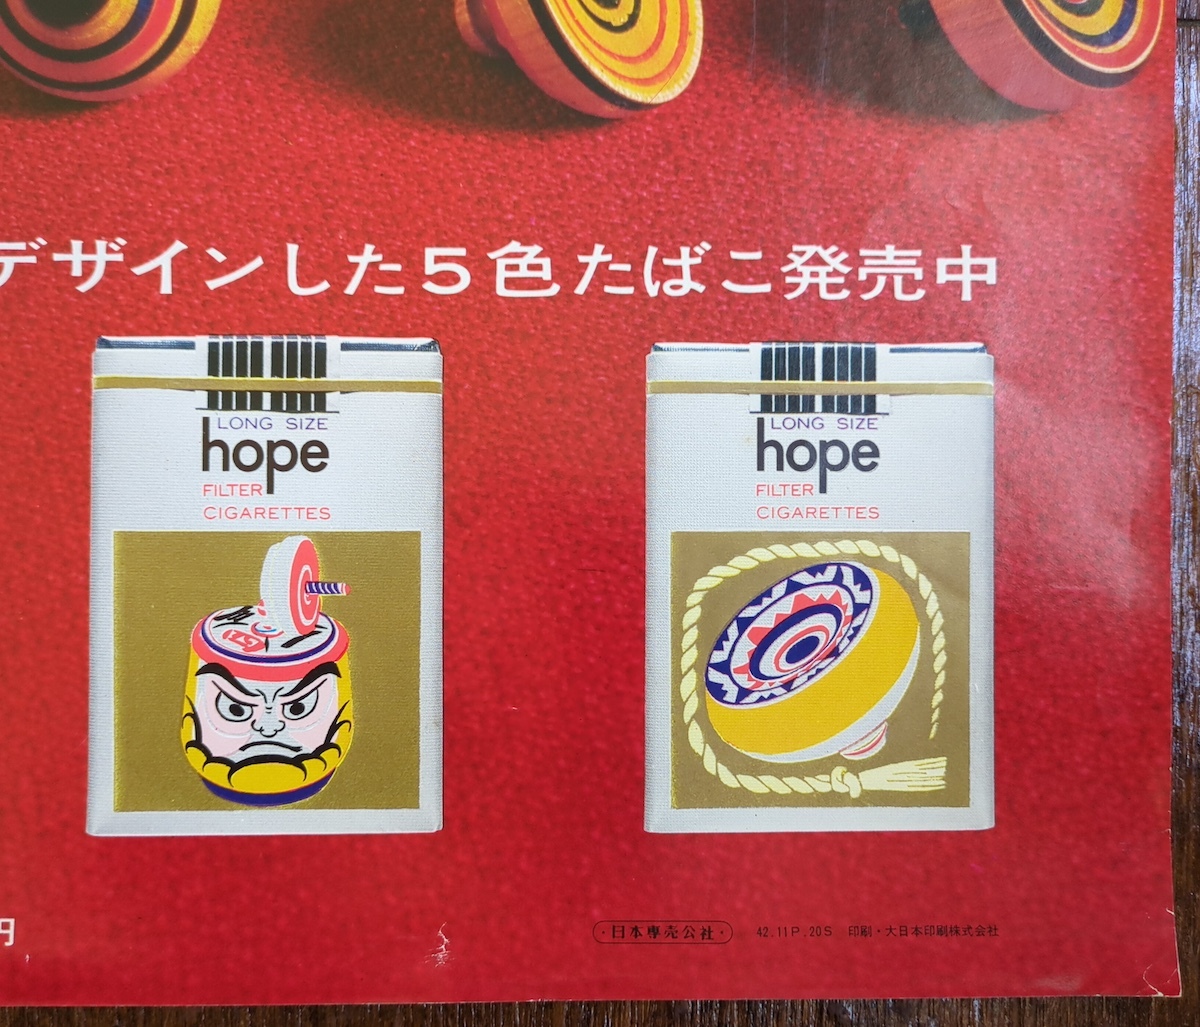 デザインした5色たばこ発売中
LONG SIZE
hope
FILTER
CIGARETTES
LONG SIZE
hope
FILTER
CIGARETTES
円
・日本専売公社・ 42.11P.20S 印刷・大日本印刷株式会社